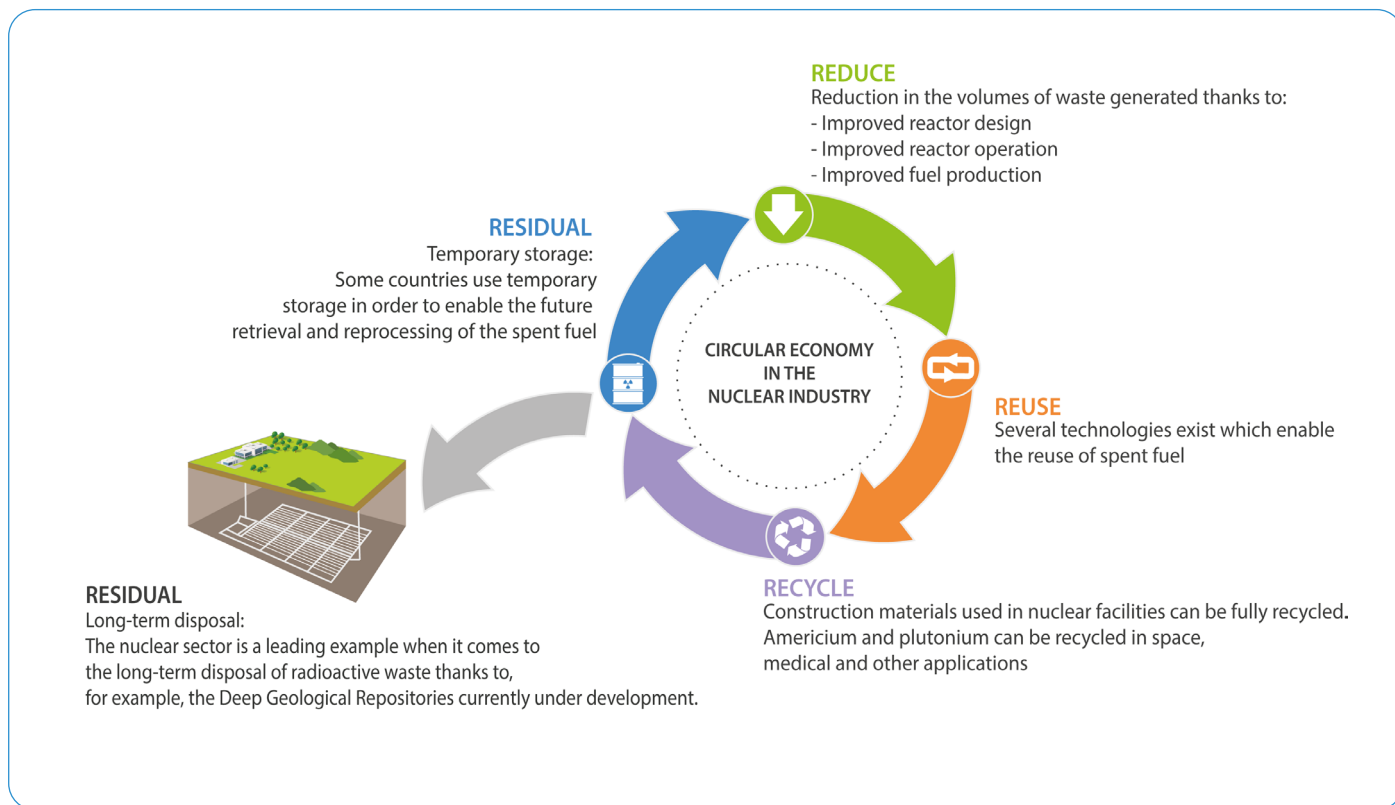 REDUCE
Reduction in the volumes of waste generated thanks to:
- Improved reactor design
- Improved reactor operation
- Improved fuel production
RESIDUAL
Temporary storage:
Some countries use temporary
storage in order to enable the future
retrieval and reprocessing of the spent fuel
CIRCULAR ECONOMY
IN THE
NUCLEAR INDUSTRY
REUSE
Several technologies exist which enable
the reuse of spent fuel
RECYCLE
Construction materials used in nuclear facilities can be fully recycled.
Americium and plutonium can be recycled in space,
medical and other applications
RESIDUAL
Long-term disposal:
The nuclear sector is a leading example when it comes to
the long-term disposal of radioactive waste thanks to,
for example, the Deep Geological Repositories currently under development.